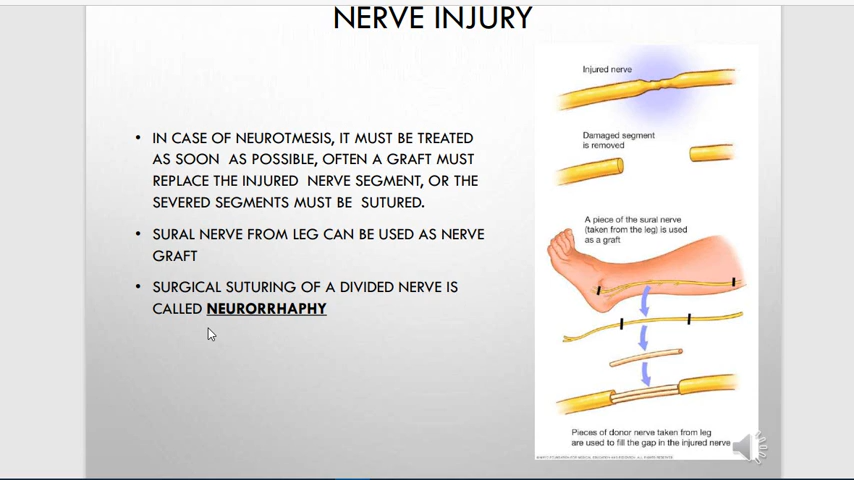 NERVE INJURY
• IN CASE OF NEUROTMESIS, IT MUST BE TREATED
AS SOON AS POSSIBLE, OFTEN A GRAFT MUST
REPLACE THE INJURED NERVE SEGMENT, OR THE
SEVERED SEGMENTS MUST BE SUTURED.
• SURAL NERVE FROM LEG CAN BE USED AS NERVE
GRAFT
• SURGICAL SUTURING OF A DIVIDED NERVE IS
CALLED NEURORRHAPHY
Injured nerve
Damaged segment
is removed
A piece of the sural nerve
(taken from the leg) is used
as a graft
Pieces of donor nerve taken from leg
are used to fill the gap in the injured nerve